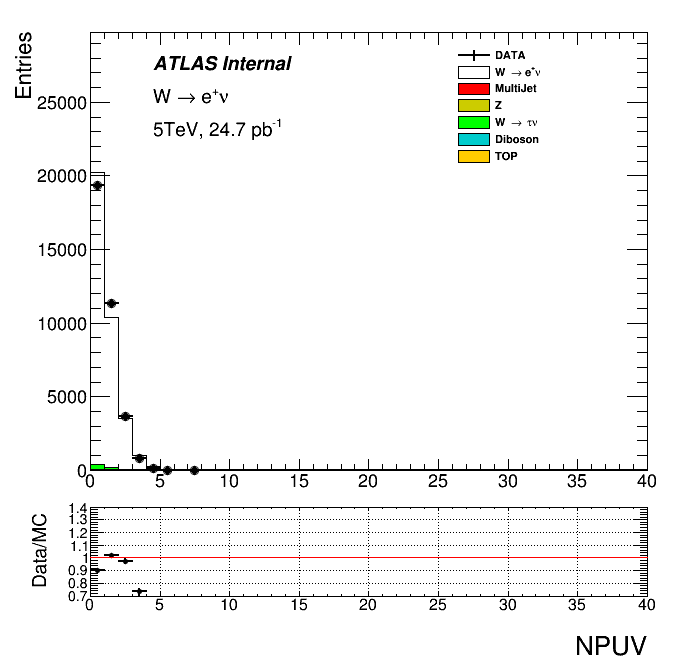 Entries
ATLAS Internal
W → e⁺ν
5TeV, 24.7 pb⁻¹
DATA
W → e⁺ν
MultiJet
Z
W → τν
Diboson
TOP
25000
20000
15000
10000
5000
0
0 5 10 15 20 25 30 35 40
Data/MC
1.4
1.3
1.2
1.1
1
0.9
0.8
0.7
0 5 10 15 20 25 30 35 40
NPUV